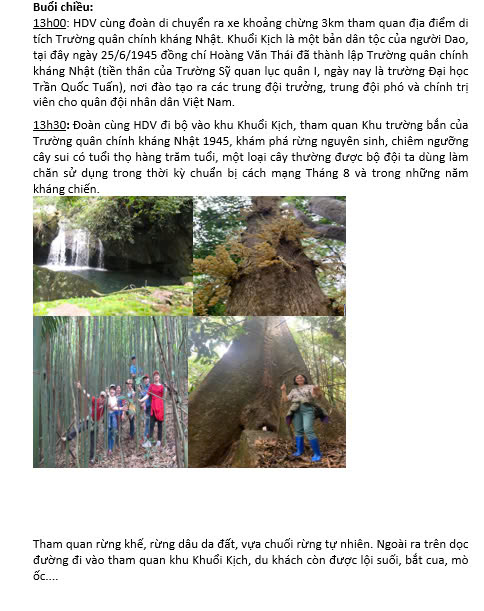 Buổi chiều:
13h00: HDV cùng đoàn di chuyển ra xe khoảng chừng 3km tham quan địa điểm di
tích Trường quân chính kháng Nhật. Khuổi Kịch là một bản dân tộc của người Dao,
tại đây ngày 25/6/1945 đồng chí Hoàng Văn Thái đã thành lập Trường quân chính
kháng Nhật (tiền thân của Trường Sỹ quan lục quân I, ngày nay là trường Đại học
Trần Quốc Tuấn), nơi đào tạo ra các trung đội trưởng, trung đội phó và chính trị
viên cho quân đội nhân dân Việt Nam.
13h30: Đoàn cùng HDV đi bộ vào khu Khuổi Kịch, tham quan Khu trường bắn của
Trường quân chính kháng Nhật 1945, khám phá rừng nguyên sinh, chiêm ngưỡng
cây sui có tuổi thọ hàng trăm tuổi, một loại cây thường được bộ đội ta dùng làm
chăn sử dụng trong thời kỳ chuẩn bị cách mạng Tháng 8 và trong những năm
kháng chiến.
Tham quan rừng khế, rừng dâu da đất, vựa chuối rừng tự nhiên. Ngoài ra trên dọc
đường đi vào tham quan khu Khuổi Kịch, du khách còn được lội suối, bắt cua, mò
ốc....